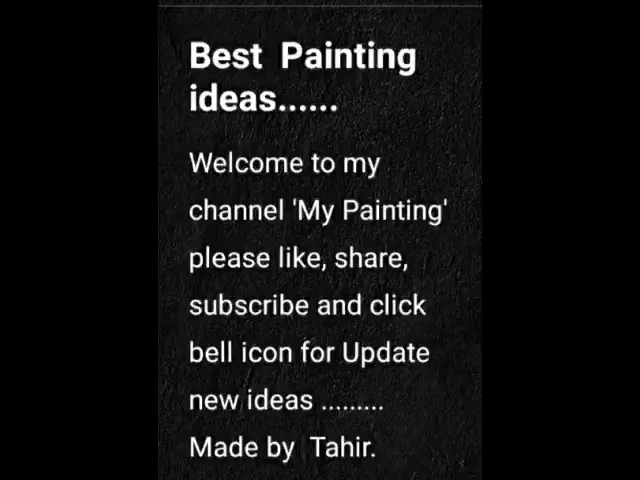 Best  Painting
ideas......
Welcome to my
channel 'My Painting'
please like, share,
subscribe and click
bell icon for Update
new ideas .........
Made by  Tahir.